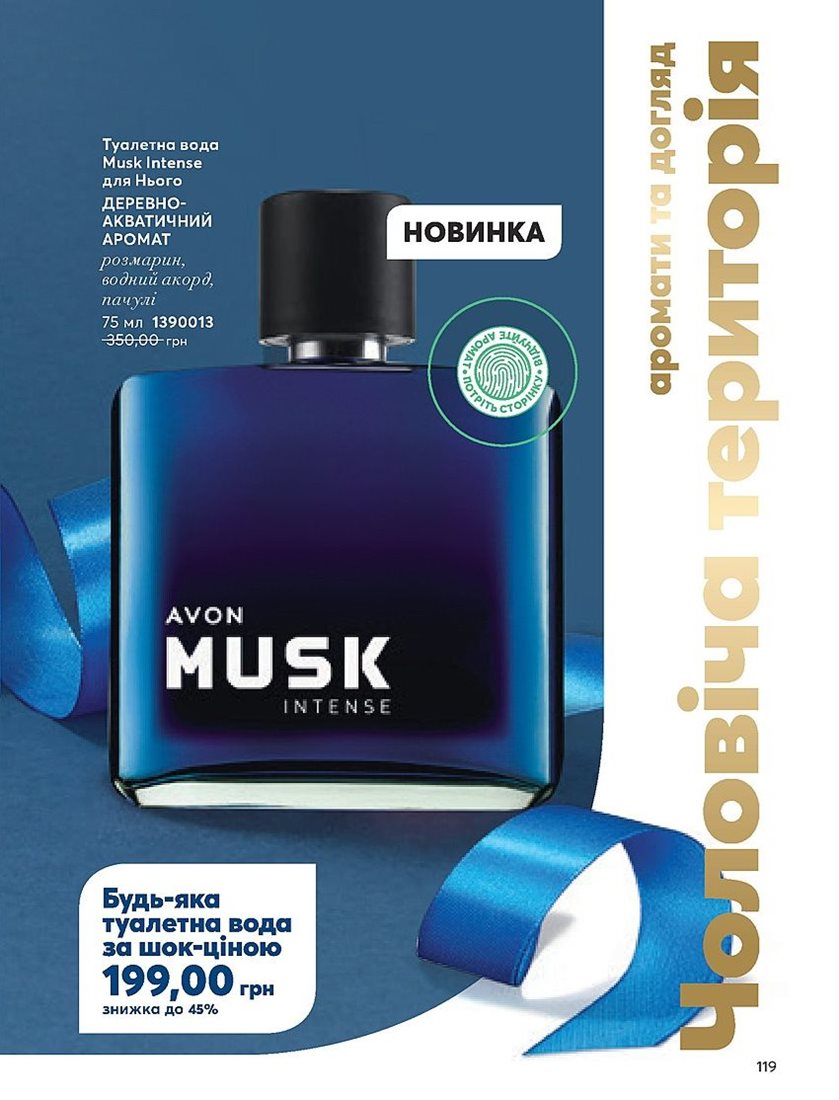 Туалетна вода
Musk Intense
для Нього
ДЕРЕВНО-
АКВАТИЧНИЙ
АРОМАТ
розмарин,
водний акорд,
пачулі
75 мл 1390013
350,00 грн
НОВИНКА
ВІДЧУЙТЕ АРОМАТ • ПОТРІТЬ СТОРІНКУ •
AVON
MUSK
INTENSE
Будь-яка
туалетна вода
за шок-ціною
199,00 грн
знижка до 45%
аромати та догляд
Чоловіча територія
119